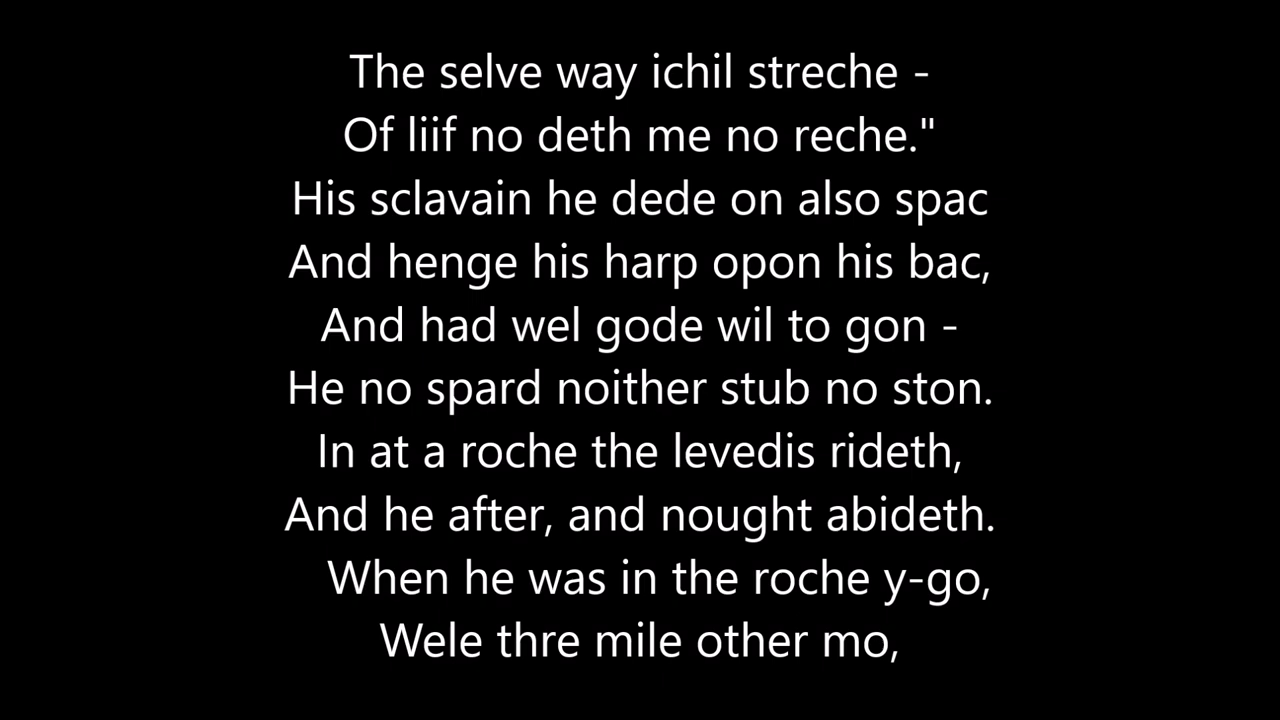 The selve way ichil streche -
Of liif no deth me no reche."
His sclavain he dede on also spac
And henge his harp opon his bac,
And had wel gode wil to gon -
He no spard noither stub no ston.
In at a roche the levedis rideth,
And he after, and nought abideth.
When he was in the roche y-go,
Wele thre mile other mo,